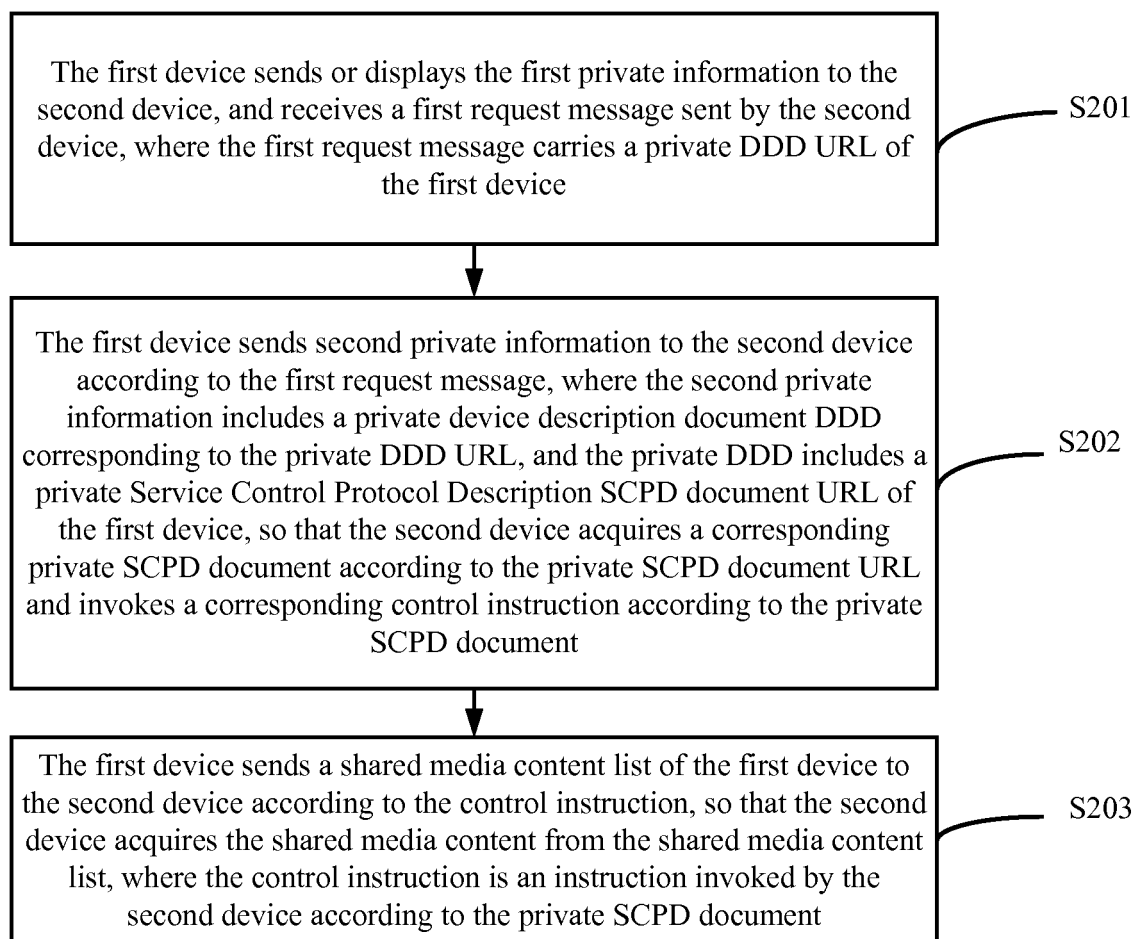 The first device sends or displays the first private information to the
second device, and receives a first request message sent by the second
device, where the first request message carries a private DDD URL of
the first device
S201
The first device sends second private information to the second device
according to the first request message, where the second private
information includes a private device description document DDD
corresponding to the private DDD URL, and the private DDD includes a
private Service Control Protocol Description SCPD document URL of
the first device, so that the second device acquires a corresponding
private SCPD document according to the private SCPD document URL
and invokes a corresponding control instruction according to the private
SCPD document
S202
The first device sends a shared media content list of the first device to
the second device according to the control instruction, so that the second
device acquires the shared media content from the shared media content
list, where the control instruction is an instruction invoked by the
second device according to the private SCPD document
S203